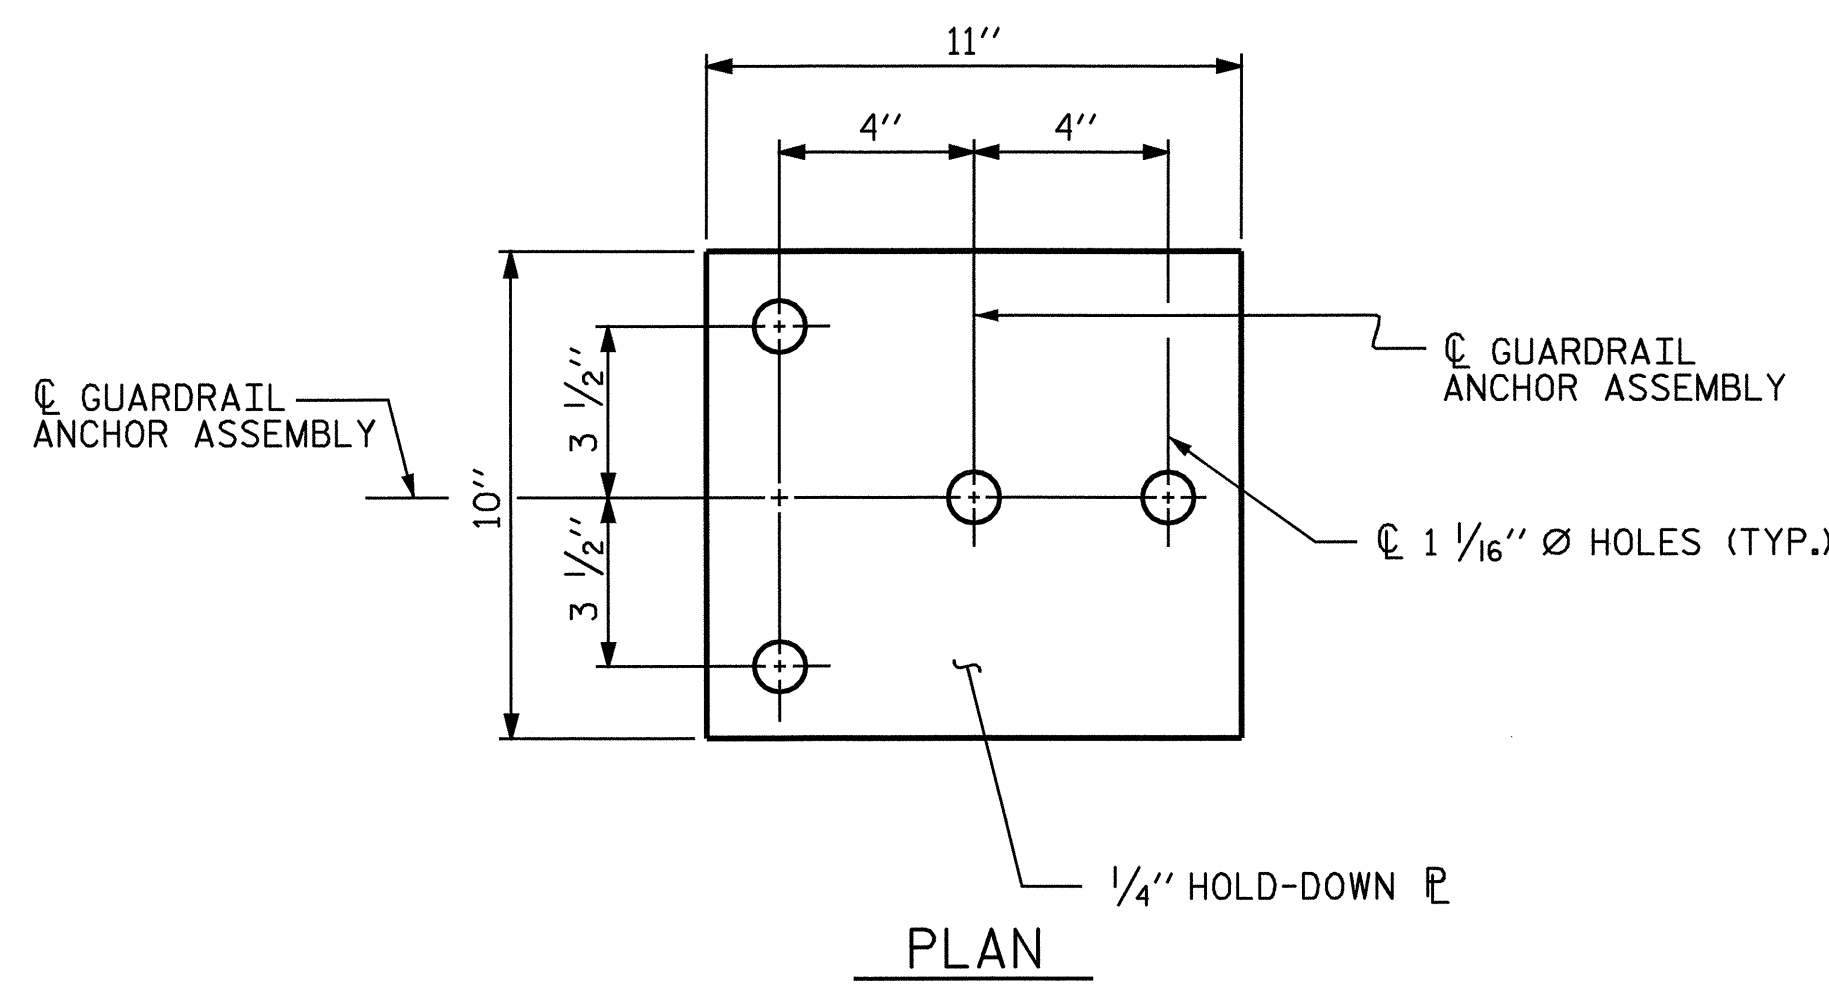 11"
4" 4"
℄ GUARDRAIL
ANCHOR ASSEMBLY
3 1/2"
10"
3 1/2"
℄ GUARDRAIL
ANCHOR ASSEMBLY
℄ 1 1/16" Ø HOLES (TYP.)
1/4" HOLD-DOWN PL
PLAN